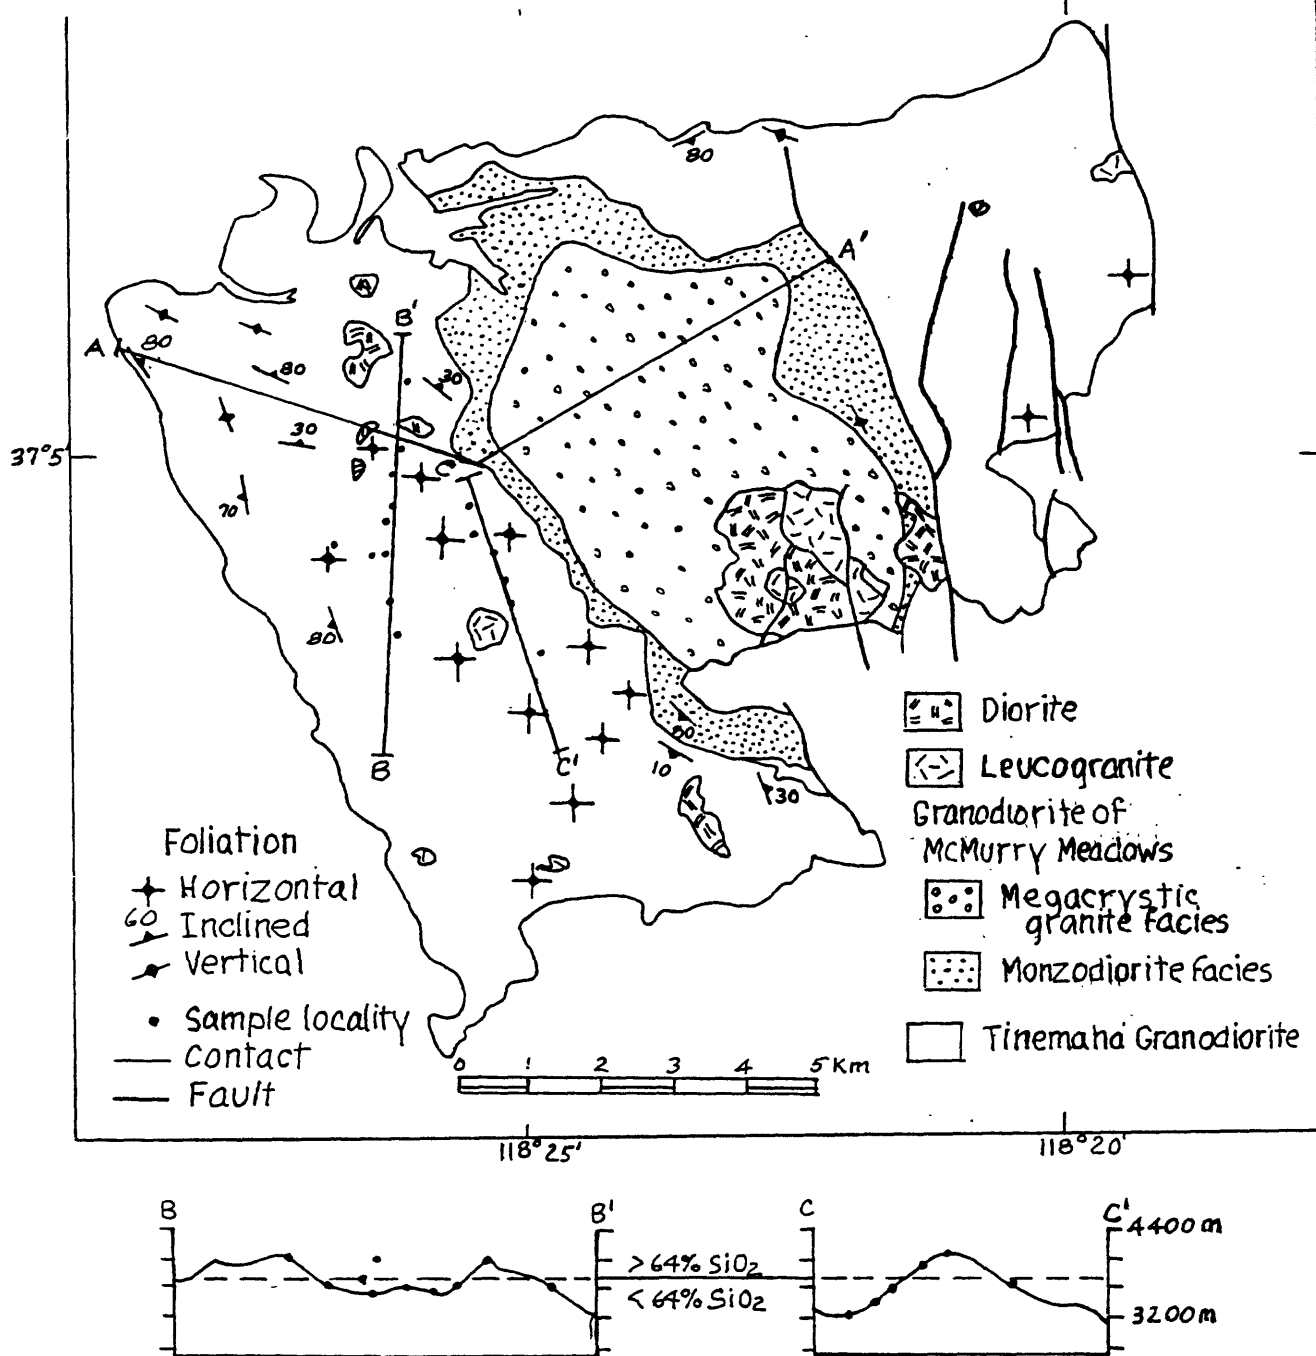 80
A'
B'
A
80
80
30
30
37°5'
C
70
80
60
10
30
B
C'
Diorite
Leucogranite
Granodiorite of
McMurry Meadows
Megacrystic
granite facies
Monzodiorite facies
Tinemaha Granodiorite
Foliation
Horizontal
60 Inclined
Vertical
Sample locality
Contact
Fault
0 1 2 3 4 5 Km
118°25'
118°20'
B B' C C'
4400 m
>64% SiO2
<64% SiO2
3200 m